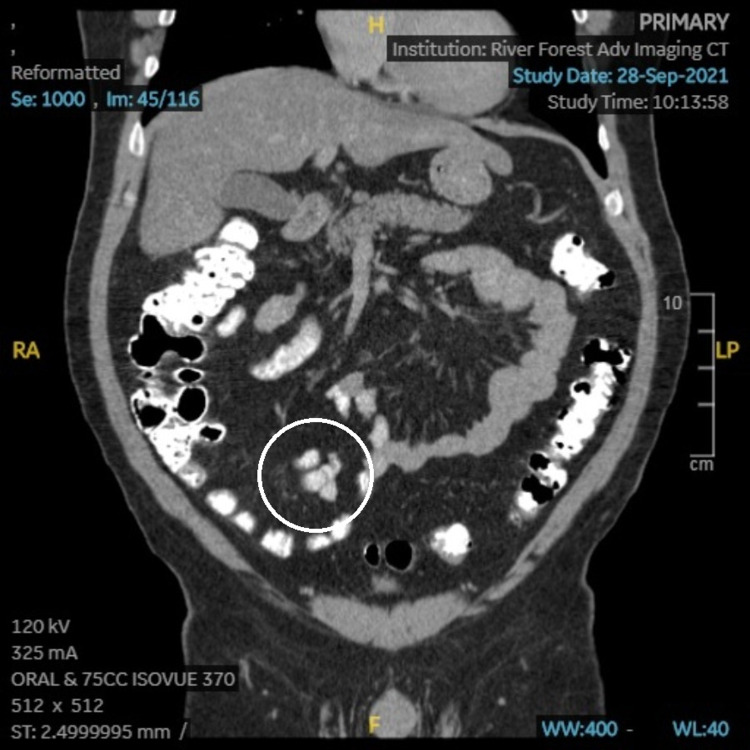 ,
,
Reformatted
Se: 1000 , Im: 45/116
H
PRIMARY
Institution: River Forest Adv Imaging CT
Study Date: 28-Sep-2021
Study Time: 10:13:58
10
RA
LP
cm
120 kV
325 mA
ORAL & 75CC ISOVUE 370
512 x 512
ST: 2.4999995 mm /
F
WW:400 - WL:40